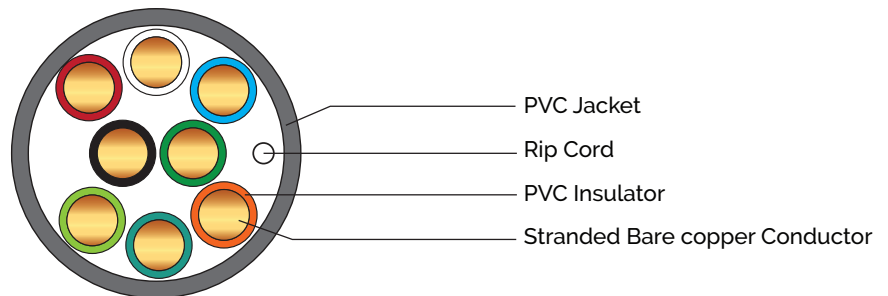 PVC Jacket
Rip Cord
PVC Insulator
Stranded Bare copper Conductor